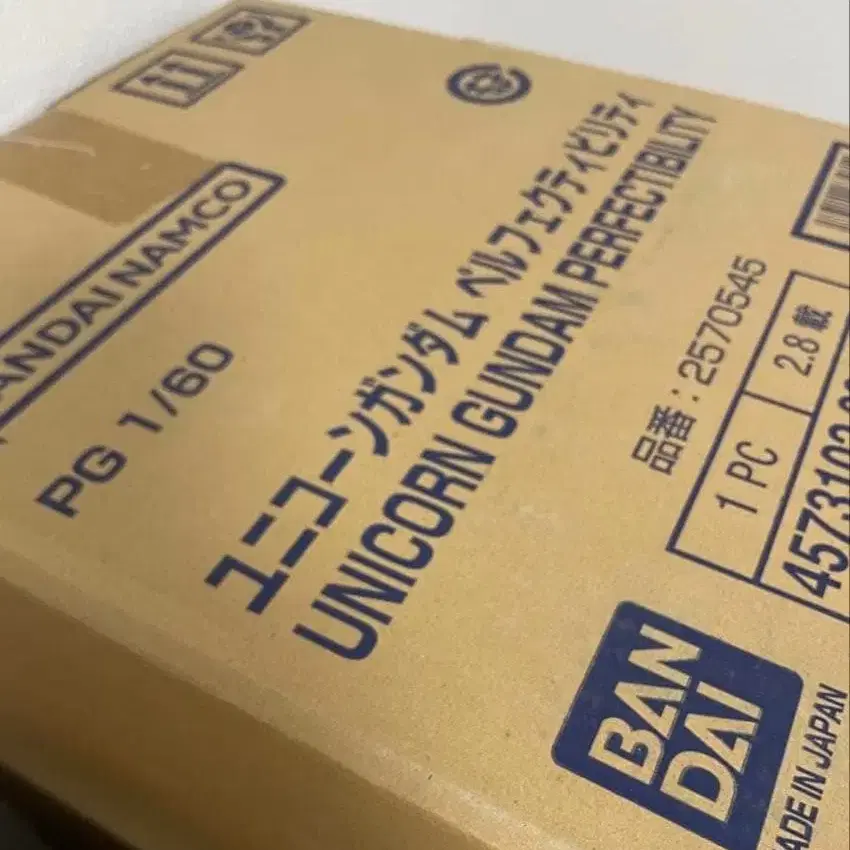 BANDAI NAMCO
PG 1/60
ユニコーンガンダム ペルフェクティビリティ
UNICORN GUNDAM PERFECTIBILITY
品番：2570545
1 PC
2.8 載
4573102
BAN
DAI
MADE IN JAPAN